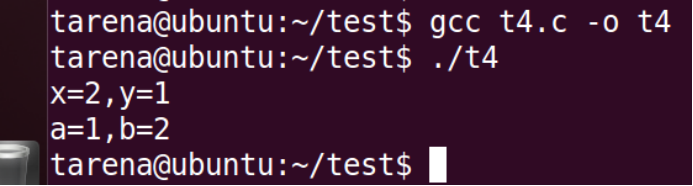 tarena@ubuntu:~/test$ gcc t4.c -o t4
tarena@ubuntu:~/test$ ./t4
x=2,y=1
a=1,b=2
tarena@ubuntu:~/test$